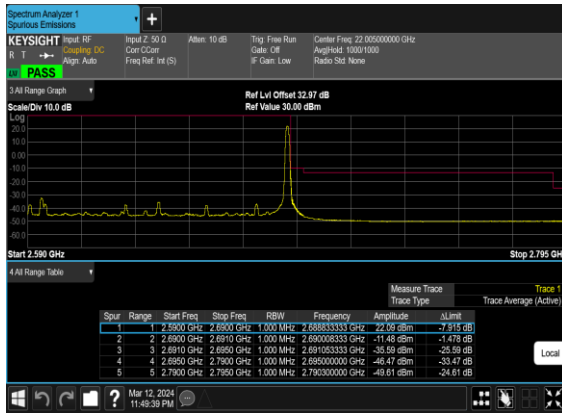 Spectrum Analyzer 1
Spurious Emissions
KEYSIGHT Input: RF Input Z: 50 Ω Atten: 10 dB Trig: Free Run Center Freq: 22.005000000 GHz
R T Coupling: DC Corr CCorr Gate: Off Avg|Hold: 1000/1000
Align: Auto Freq Ref: Int (S) IF Gain: Low Radio Std: None
PASS
3 All Range Graph
Ref Lvl Offset 32.97 dB
Scale/Div 10.0 dB Ref Value 30.00 dBm
Log
20.0
10.0
0.00
-10.0
-20.0
-30.0
-40.0
-50.0
-60.0
Start 2.590 GHz Stop 2.795 GH
4 All Range Table
Measure Trace Trace 1
Trace Type Trace Average (Active)
Spur Range Start Freq Stop Freq RBW Frequency Amplitude ΔLimit
1 1 2.5900 GHz 2.6900 GHz 1.000 MHz 2.688833333 GHz 22.09 dBm -7.915 dB
2 2 2.6900 GHz 2.6910 GHz 1.000 MHz 2.690008333 GHz -11.48 dBm -1.478 dB
3 3 2.6910 GHz 2.6950 GHz 1.000 MHz 2.691053333 GHz -35.59 dBm -25.59 dB
4 4 2.6950 GHz 2.7900 GHz 1.000 MHz 2.695000000 GHz -46.47 dBm -33.47 dB
5 5 2.7900 GHz 2.7950 GHz 1.000 MHz 2.790300000 GHz -49.61 dBm -24.61 dB
Local
Mar 12, 2024
11:49:39 PM